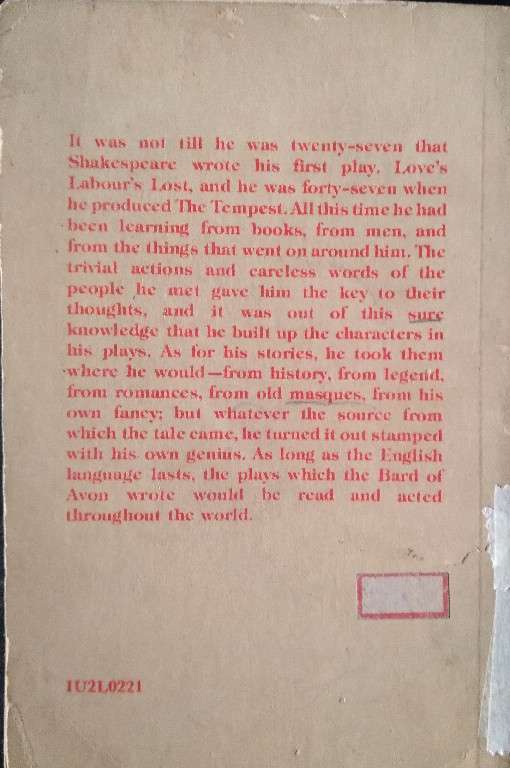 It was not till he was twenty-seven that
Shakespeare wrote his first play, Love's
Labour's Lost, and he was forty-seven when
he produced The Tempest. All this time he had
been learning from books, from men, and
from the things that went on around him. The
trivial actions and careless words of the
people he met gave him the key to their
thoughts, and it was out of this sure
knowledge that he built up the characters in
his plays. As for his stories, he took them
where he would—from history, from legend,
from romances, from old masques, from his
own fancy; but whatever the source from
which the tale came, he turned it out stamped
with his own genius. As long as the English
language lasts, the plays which the Bard of
Avon wrote would be read and acted
throughout the world.
1U2L0221